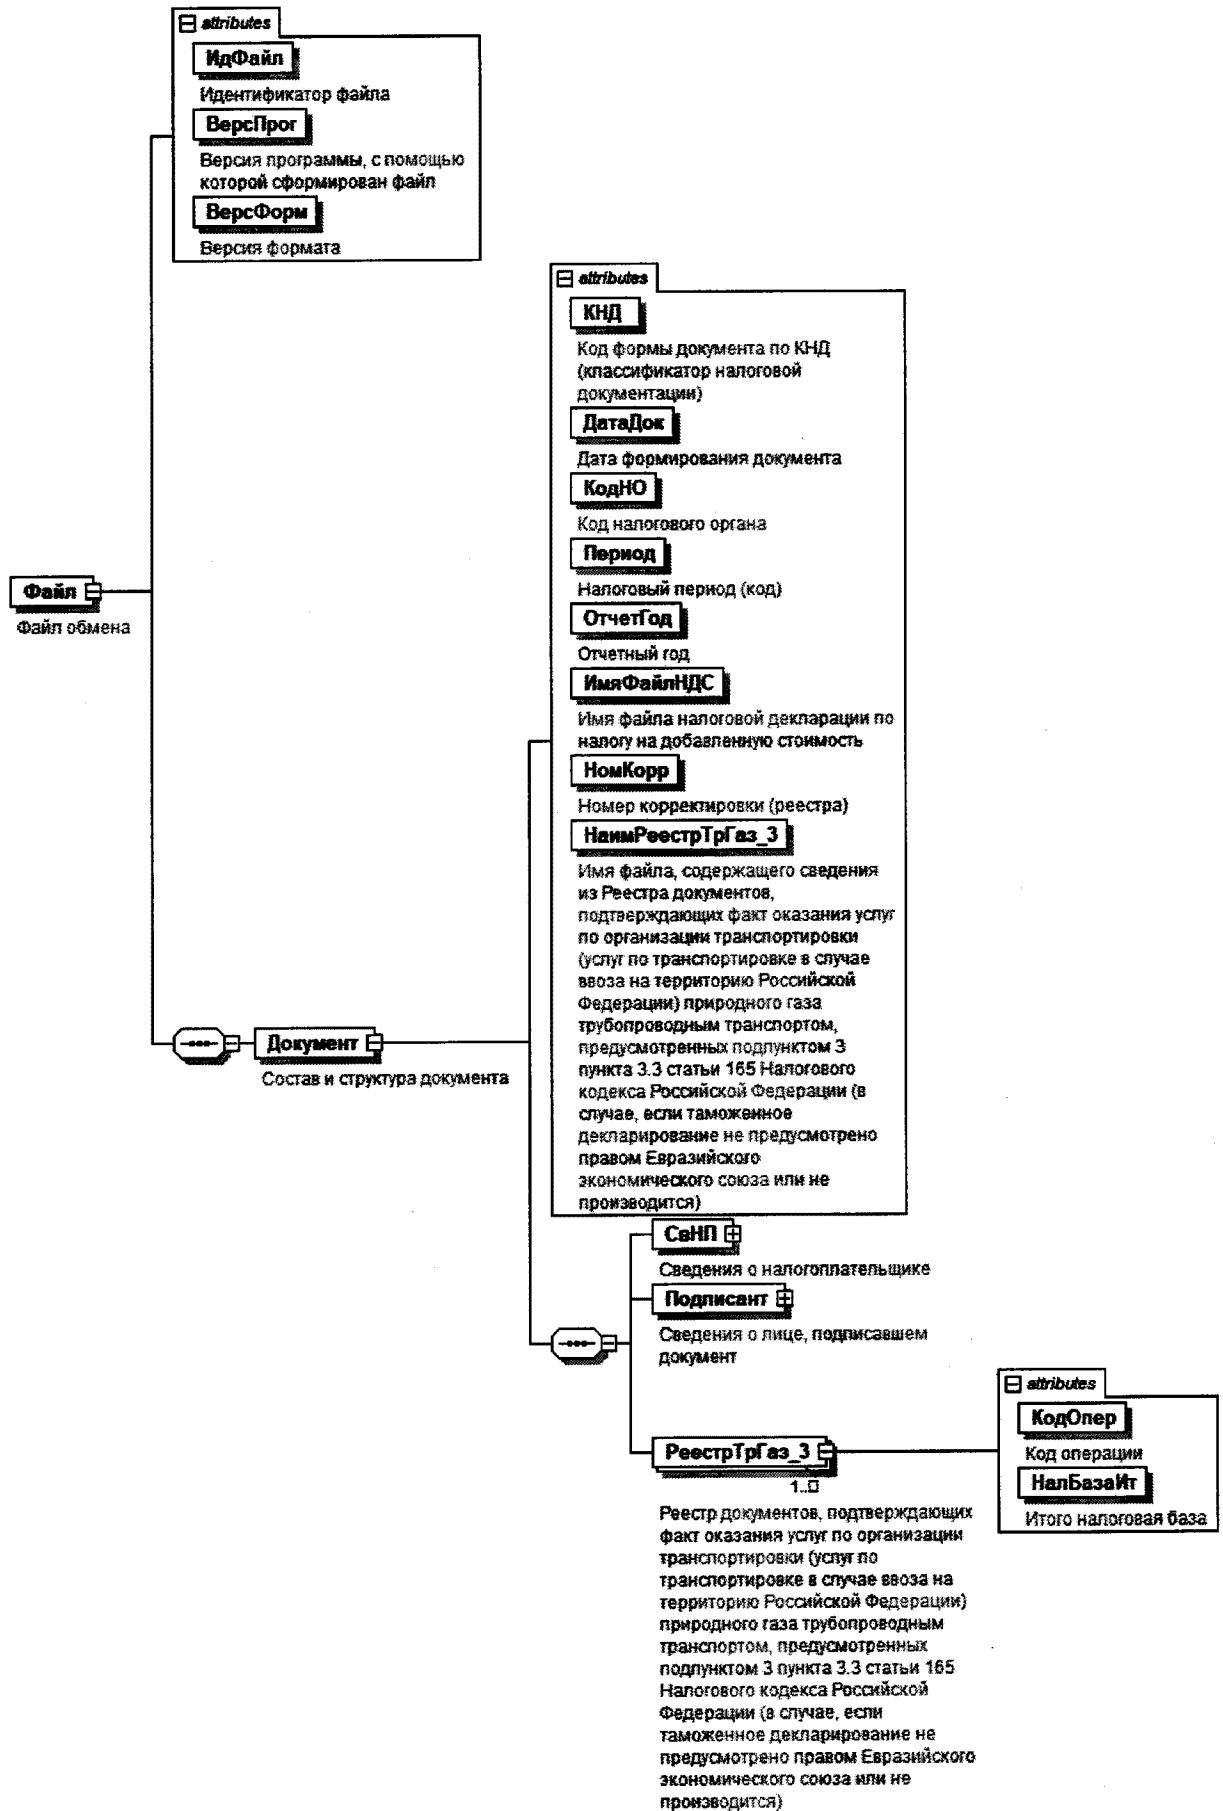 attributes
ИдФайл
Идентификатор файла
ВерсПрог
Версия программы, с помощью
которой сформирован файл
ВерсФорм
Версия формата
Файл
Файл обмена
Документ
Состав и структура документа
attributes
КНД
Код формы документа по КНД
(классификатор налоговой
документации)
ДатаДок
Дата формирования документа
КодНО
Код налогового органа
Период
Налоговый период (код)
ОтчетГод
Отчетный год
ИмяФайлНДС
Имя файла налоговой декларации по
налогу на добавленную стоимость
НомКорр
Номер корректировки (реестра)
НаимРеестрТрГаз_3
Имя файла, содержащего сведения
из Реестра документов,
подтверждающих факт оказания услуг
по организации транспортировки
(услуг по транспортировке в случае
ввоза на территорию Российской
Федерации) природного газа
трубопроводным транспортом,
предусмотренных подпунктом 3
пункта 3.3 статьи 165 Налогового
кодекса Российской Федерации (в
случае, если таможенное
декларирование не предусмотрено
правом Евразийского
экономического союза или не
производится)
СвНП
Сведения о налогоплательщике
Подписант
Сведения о лице, подписавшем
документ
РеестрТрГаз_3
1..□
Реестр документов, подтверждающих
факт оказания услуг по организации
транспортировки (услуг по
транспортировке в случае ввоза на
территорию Российской Федерации)
природного газа трубопроводным
транспортом, предусмотренных
подпунктом 3 пункта 3.3 статьи 165
Налогового кодекса Российской
Федерации (в случае, если
таможенное декларирование не
предусмотрено правом Евразийского
экономического союза или не
производится)
attributes
КодОпер
Код операции
НалБазаИт
Итого налоговая база